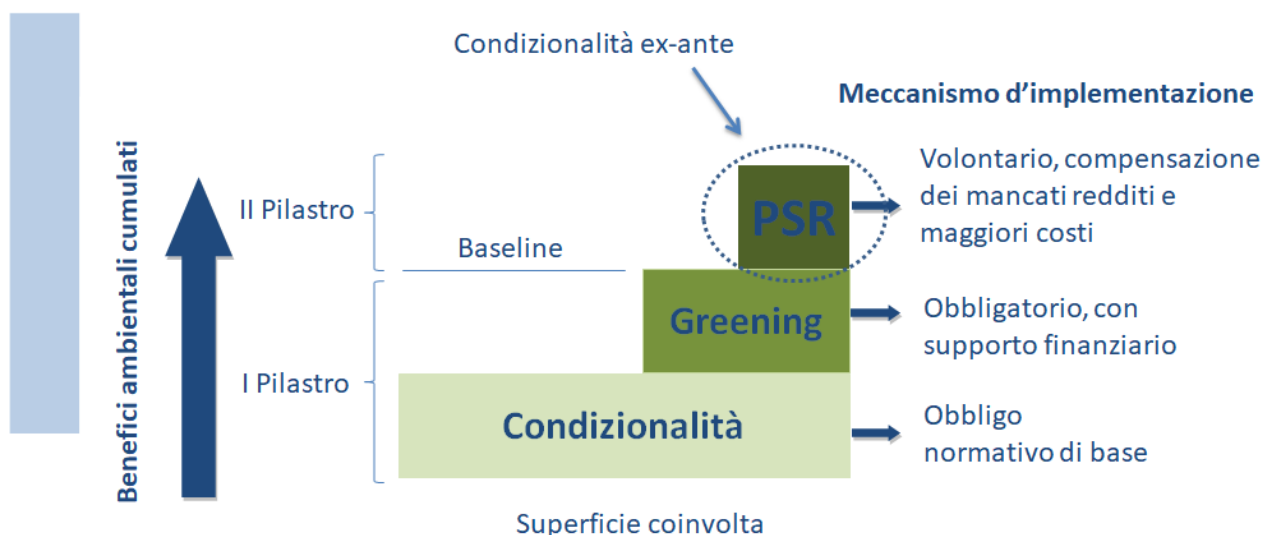 Condizionalità ex-ante
Meccanismo d’implementazione
Benefici ambientali cumulati
II Pilastro
Baseline
PSR
Volontario, compensazione
dei mancati redditi e
maggiori costi
Greening
Obbligatorio, con
supporto finanziario
I Pilastro
Condizionalità
Obbligo
normativo di base
Superficie coinvolta